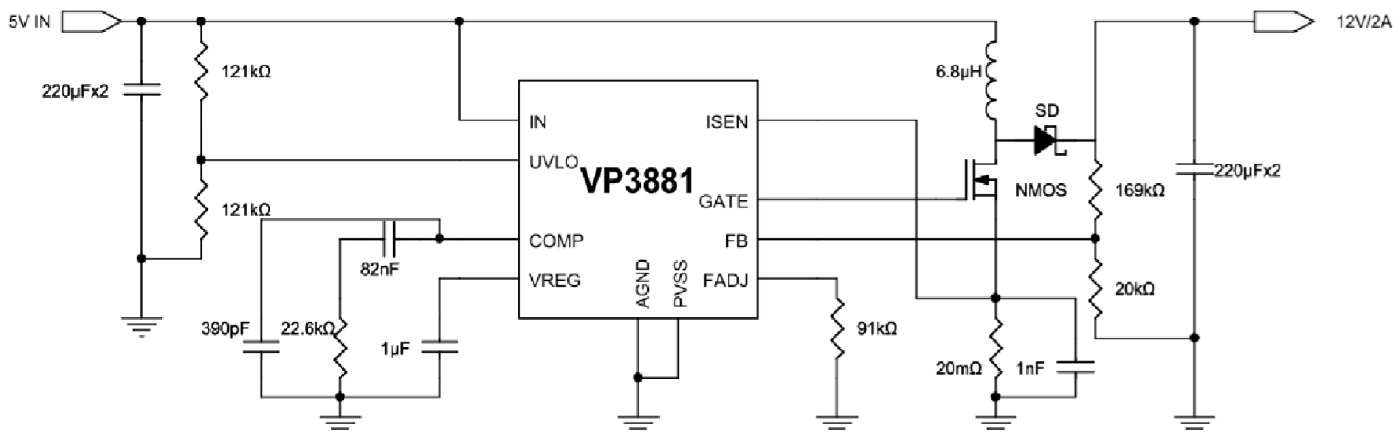 5V IN
12V/2A
121kΩ
220µFx2
6.8µH
SD
IN
ISEN
UVLO
VP3881
NMOS
169kΩ
220µFx2
GATE
121kΩ
COMP
FB
82nF
VREG
AGND
PVSS
FADJ
20kΩ
390pF
22.6kΩ
1µF
91kΩ
20mΩ
1nF